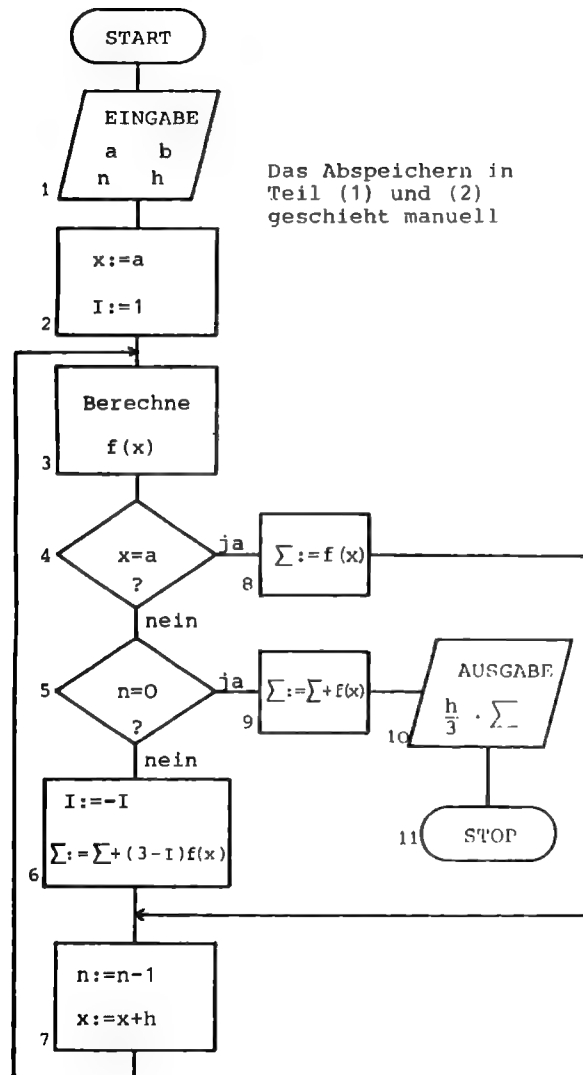 START
EINGABE
a b
n h
1
Das Abspeichern in
Teil (1) und (2)
geschieht manuell
x:=a
I:=1
2
Berechne
f(x)
3
4
x=a
?
ja
nein
8
∑:=f(x)
5
n=0
?
ja
nein
9
∑:=∑+f(x)
AUSGABE
h/3 · ∑
10
11
STOP
I:=-I
∑:=∑+(3-I)f(x)
6
n:=n-1
x:=x+h
7